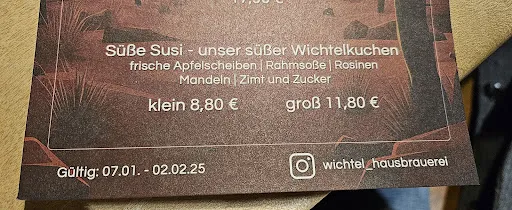 Süße Susi - unser süßer Wichtelkuchen
frische Apfelscheiben | Rahmsoße | Rosinen
Mandeln | Zimt und Zucker
klein 8,80 € groß 11,80 €
Gültig: 07.01. - 02.02.25 wichtel_hausbrauerei